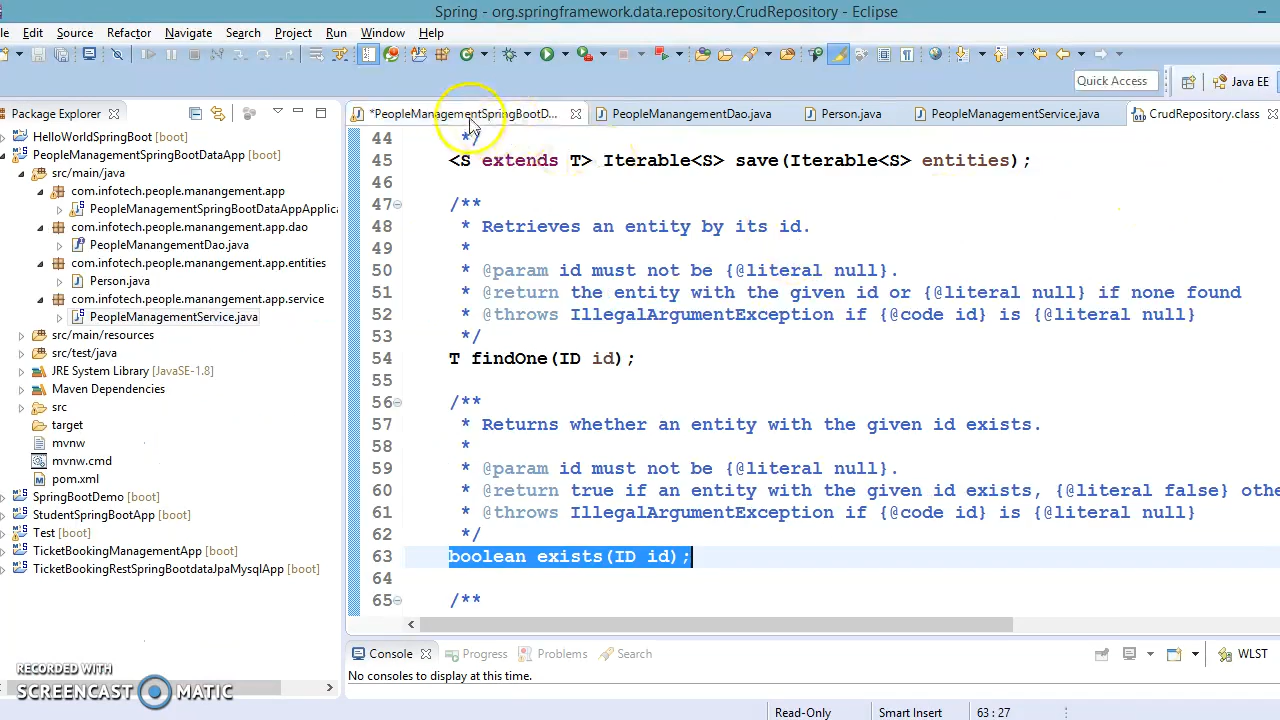 Spring - org.springframework.data.repository.CrudRepository - Eclipse
Edit Source Refactor Navigate Search Project Run Window Help
Quick Access Java EE
Package Explorer
*PeopleManagementSpringBootD... PeopleManangementDao.java Person.java PeopleManagementService.java CrudRepository.class
HelloWorldSpringBoot [boot]
PeopleManagementSpringBootDataApp [boot]
src/main/java
com.infotech.people.manangement.app
PeopleManagementSpringBootDataAppApplica
com.infotech.people.manangement.app.dao
PeopleManangementDao.java
com.infotech.people.manangement.app.entities
Person.java
com.infotech.people.manangement.app.service
PeopleManagementService.java
src/main/resources
src/test/java
JRE System Library [JavaSE-1.8]
Maven Dependencies
src
target
mvnw
mvnw.cmd
pom.xml
SpringBootDemo [boot]
StudentSpringBootApp [boot]
Test [boot]
TicketBookingManagementApp [boot]
TicketBookingRestSpringBootdataJpaMysqlApp [boot]
44 */
45 <S extends T> Iterable<S> save(Iterable<S> entities);
46
47 /**
48 * Retrieves an entity by its id.
49 *
50 * @param id must not be {@literal null}.
51 * @return the entity with the given id or {@literal null} if none found
52 * @throws IllegalArgumentException if {@code id} is {@literal null}
53 */
54 T findOne(ID id);
55
56 /**
57 * Returns whether an entity with the given id exists.
58 *
59 * @param id must not be {@literal null}.
60 * @return true if an entity with the given id exists, {@literal false} othe
61 * @throws IllegalArgumentException if {@code id} is {@literal null}
62 */
63 boolean exists(ID id);
64
65 /**
Console Progress Problems Search WLST
No consoles to display at this time.
Read-Only Smart Insert 63 : 27
RECORDED WITH
SCREENCAST MATIC